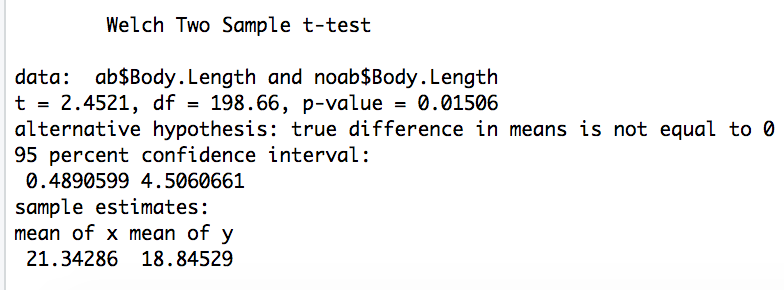 Welch Two Sample t-test
data: ab$Body.Length and noab$Body.Length
t = 2.4521, df = 198.66, p-value = 0.01506
alternative hypothesis: true difference in means is not equal to 0
95 percent confidence interval:
0.4890599 4.5060661
sample estimates:
mean of x mean of y
21.34286 18.84529